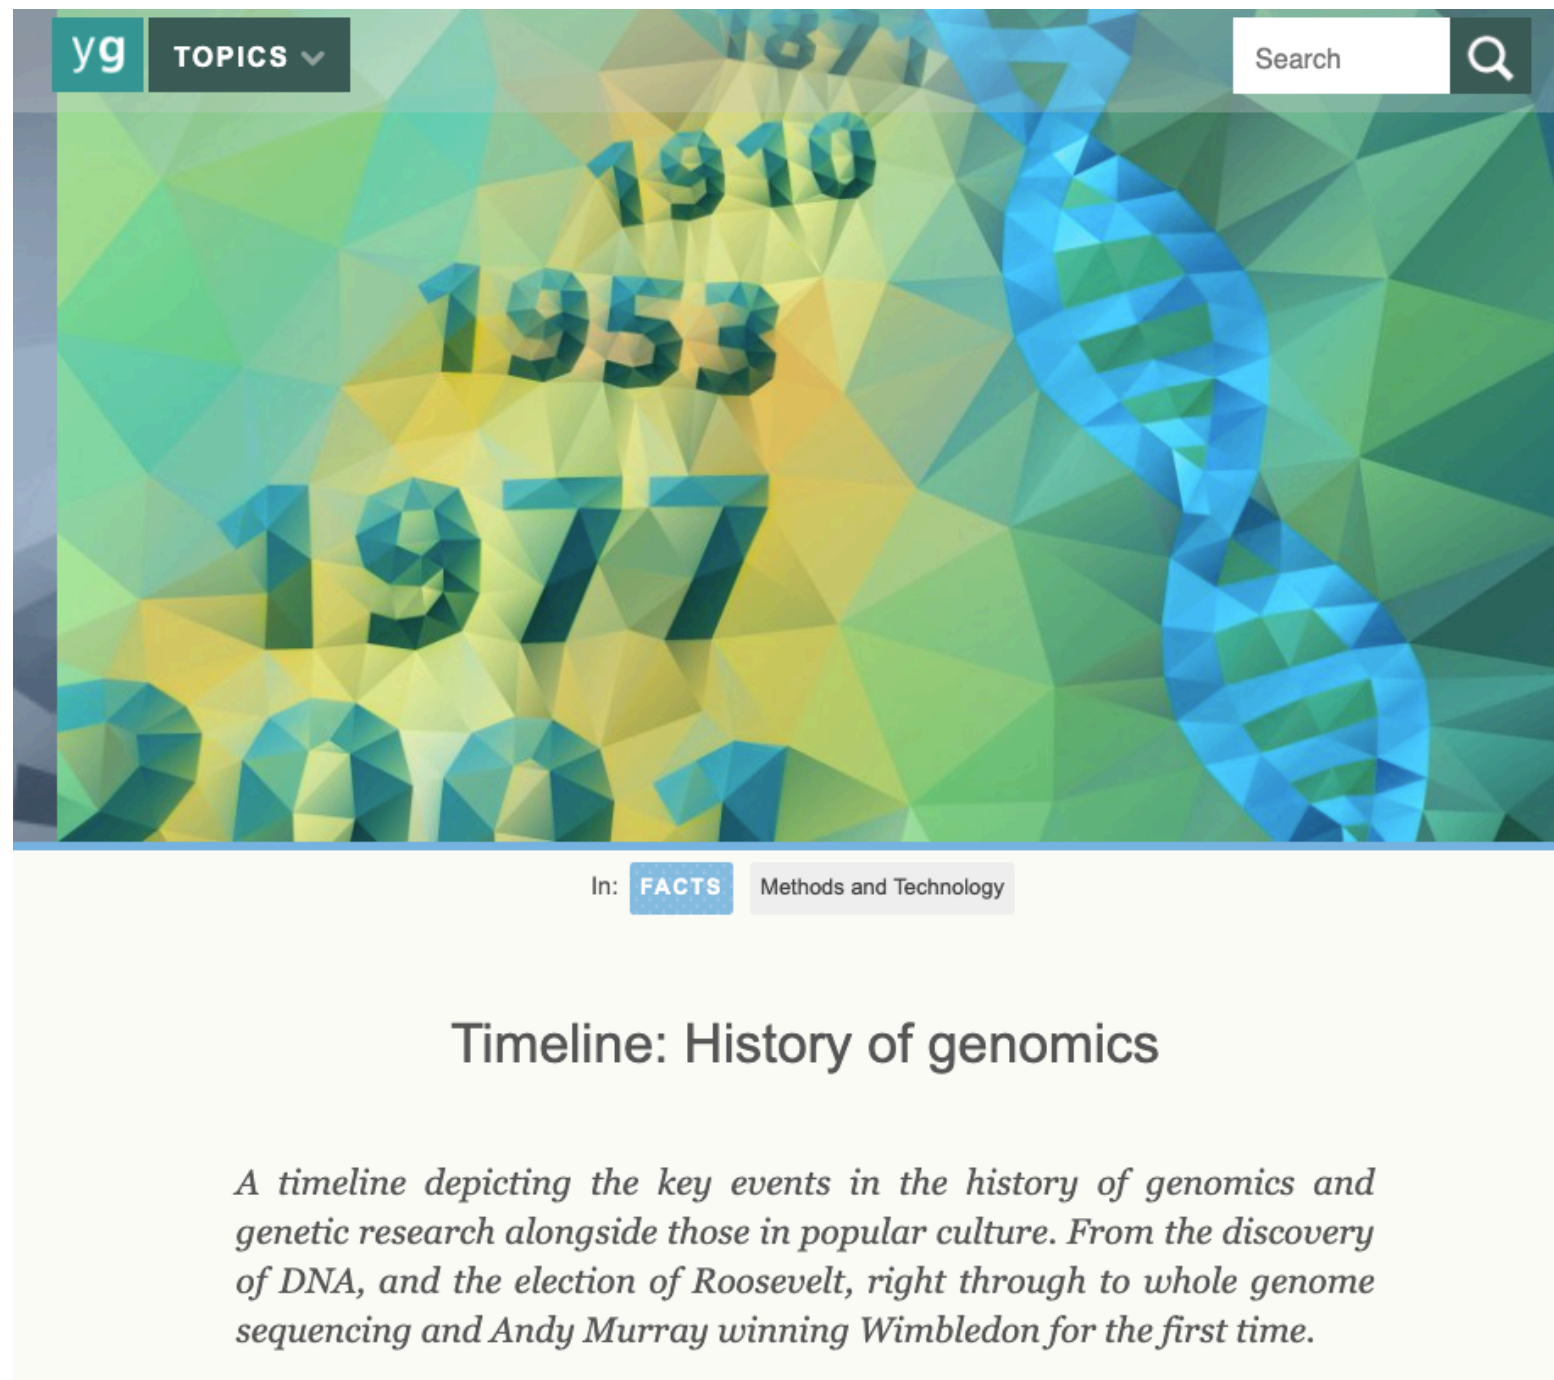 yg TOPICS Search
1871
1910
1953
1977
2001
In: FACTS Methods and Technology
Timeline: History of genomics
A timeline depicting the key events in the history of genomics and
genetic research alongside those in popular culture. From the discovery
of DNA, and the election of Roosevelt, right through to whole genome
sequencing and Andy Murray winning Wimbledon for the first time.